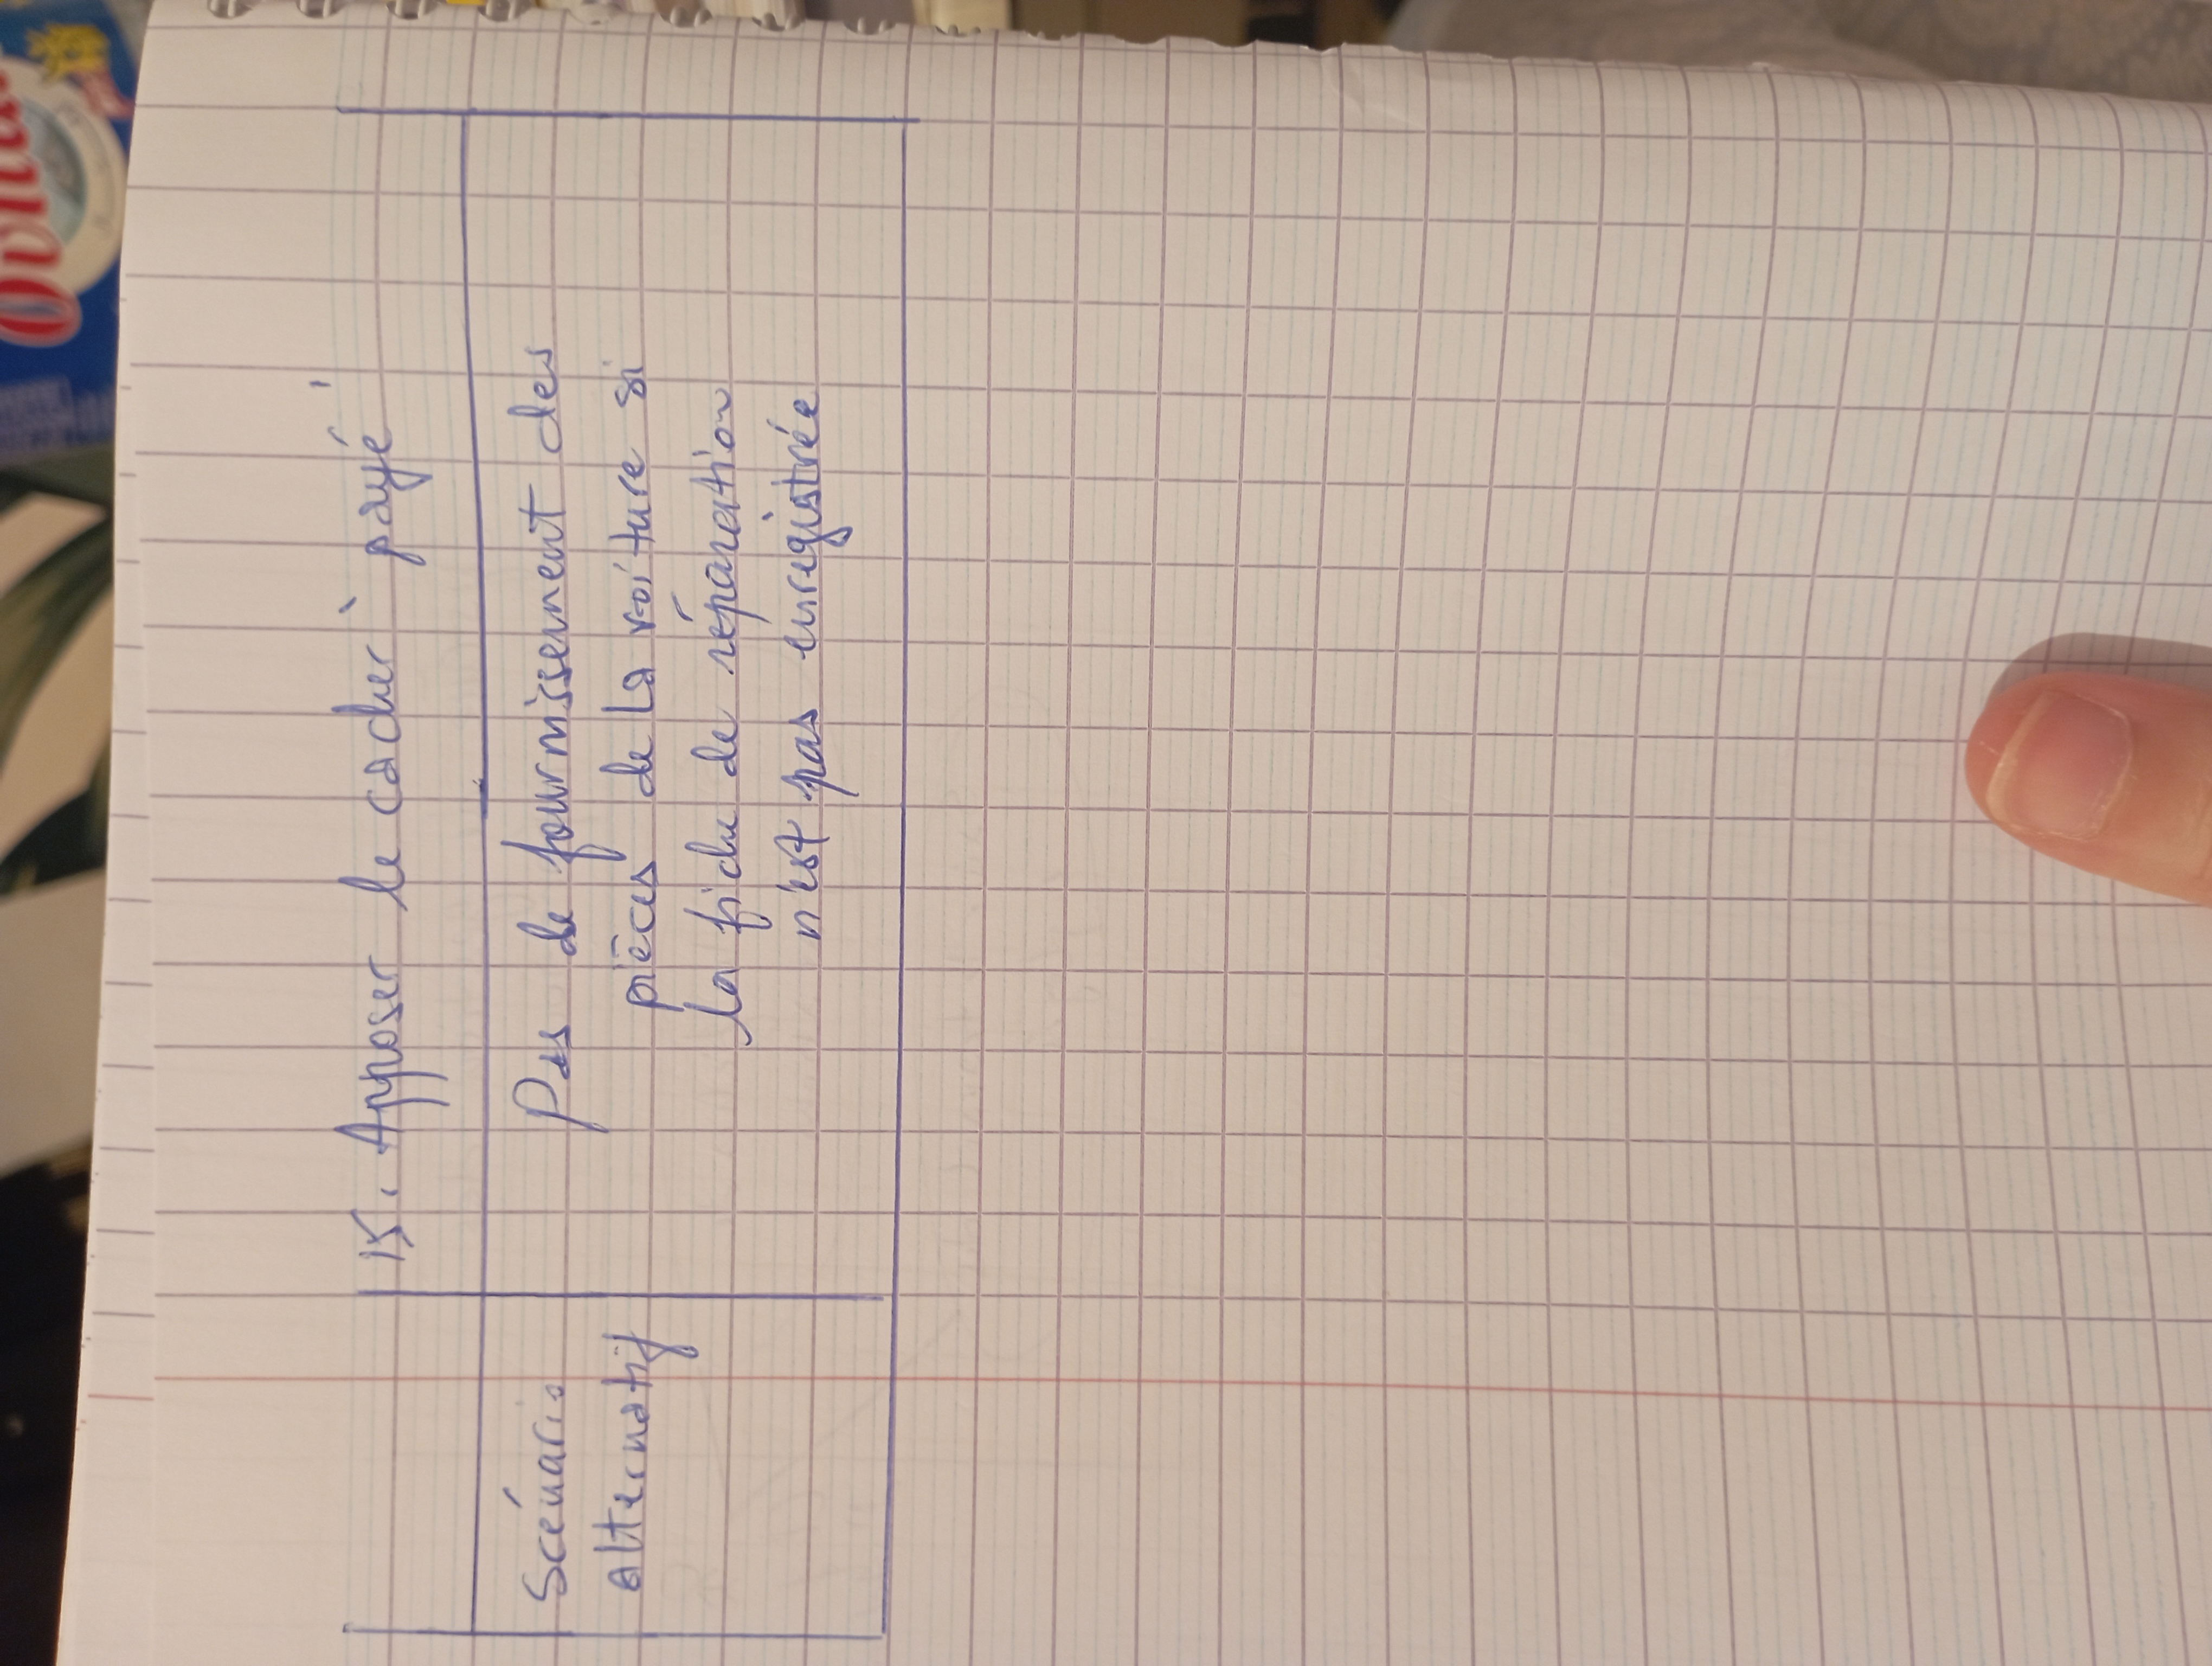 15. Apposer le cacher 'payé'
Scénario
alternatif
Pas de fournissement des
pièces de la voiture si
la fiche de réparation
n'est pas enregistrée